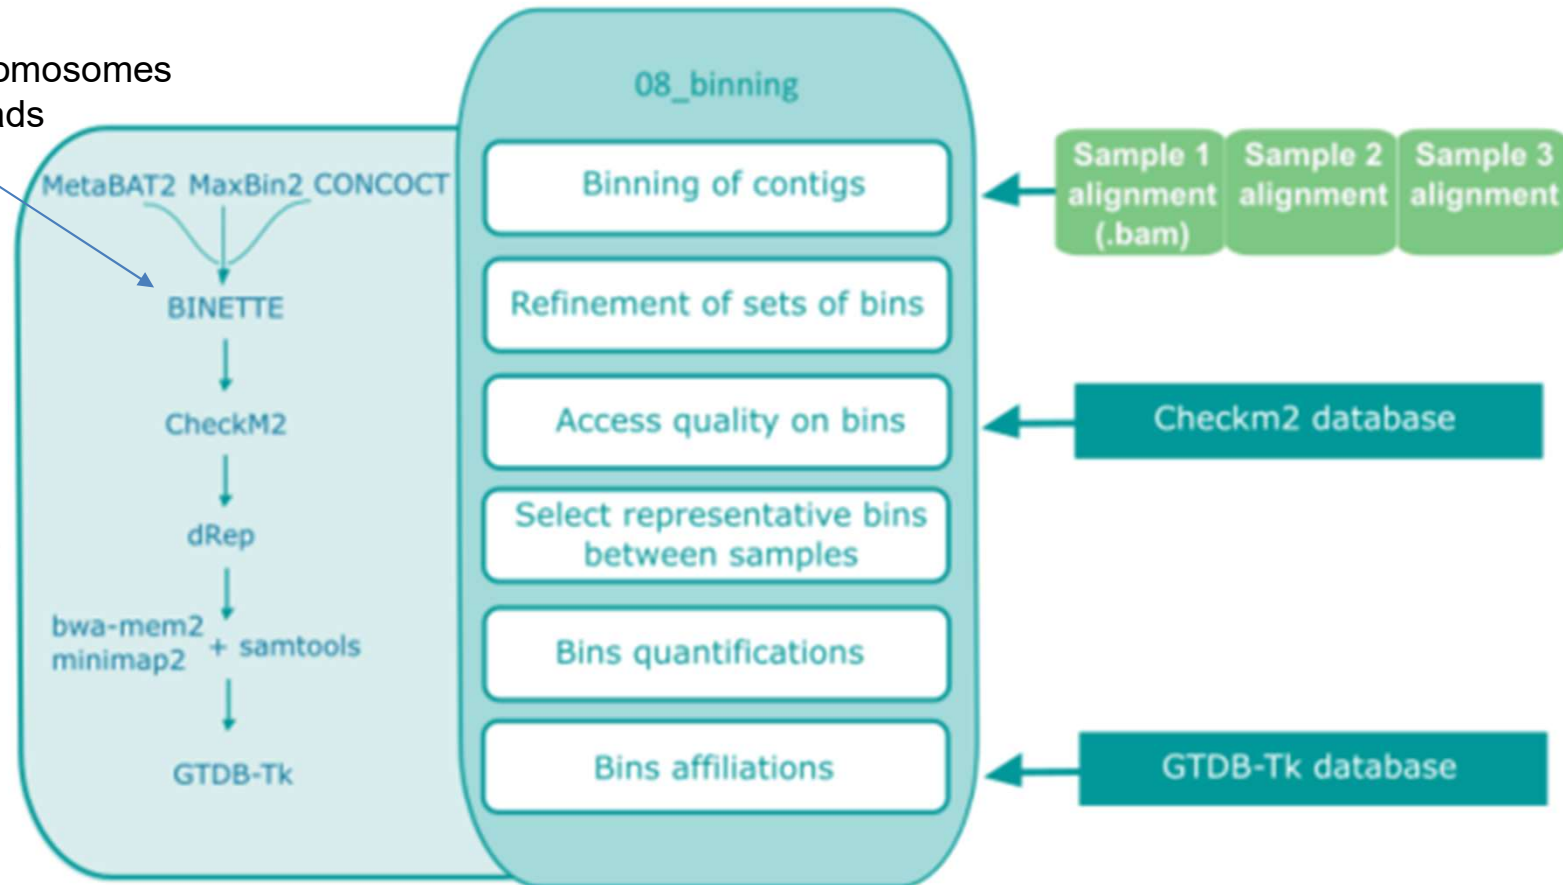 08_binning
MetaBAT2 MaxBin2 CONCOCT
BINETTE
CheckM2
dRep
bwa-mem2
minimap2
+ samtools
GTDB-Tk
Binning of contigs
Refinement of sets of bins
Access quality on bins
Select representative bins
between samples
Bins quantifications
Bins affiliations
Sample 1
alignment
(.bam)
Sample 2
alignment
Sample 3
alignment
Checkm2 database
GTDB-Tk database